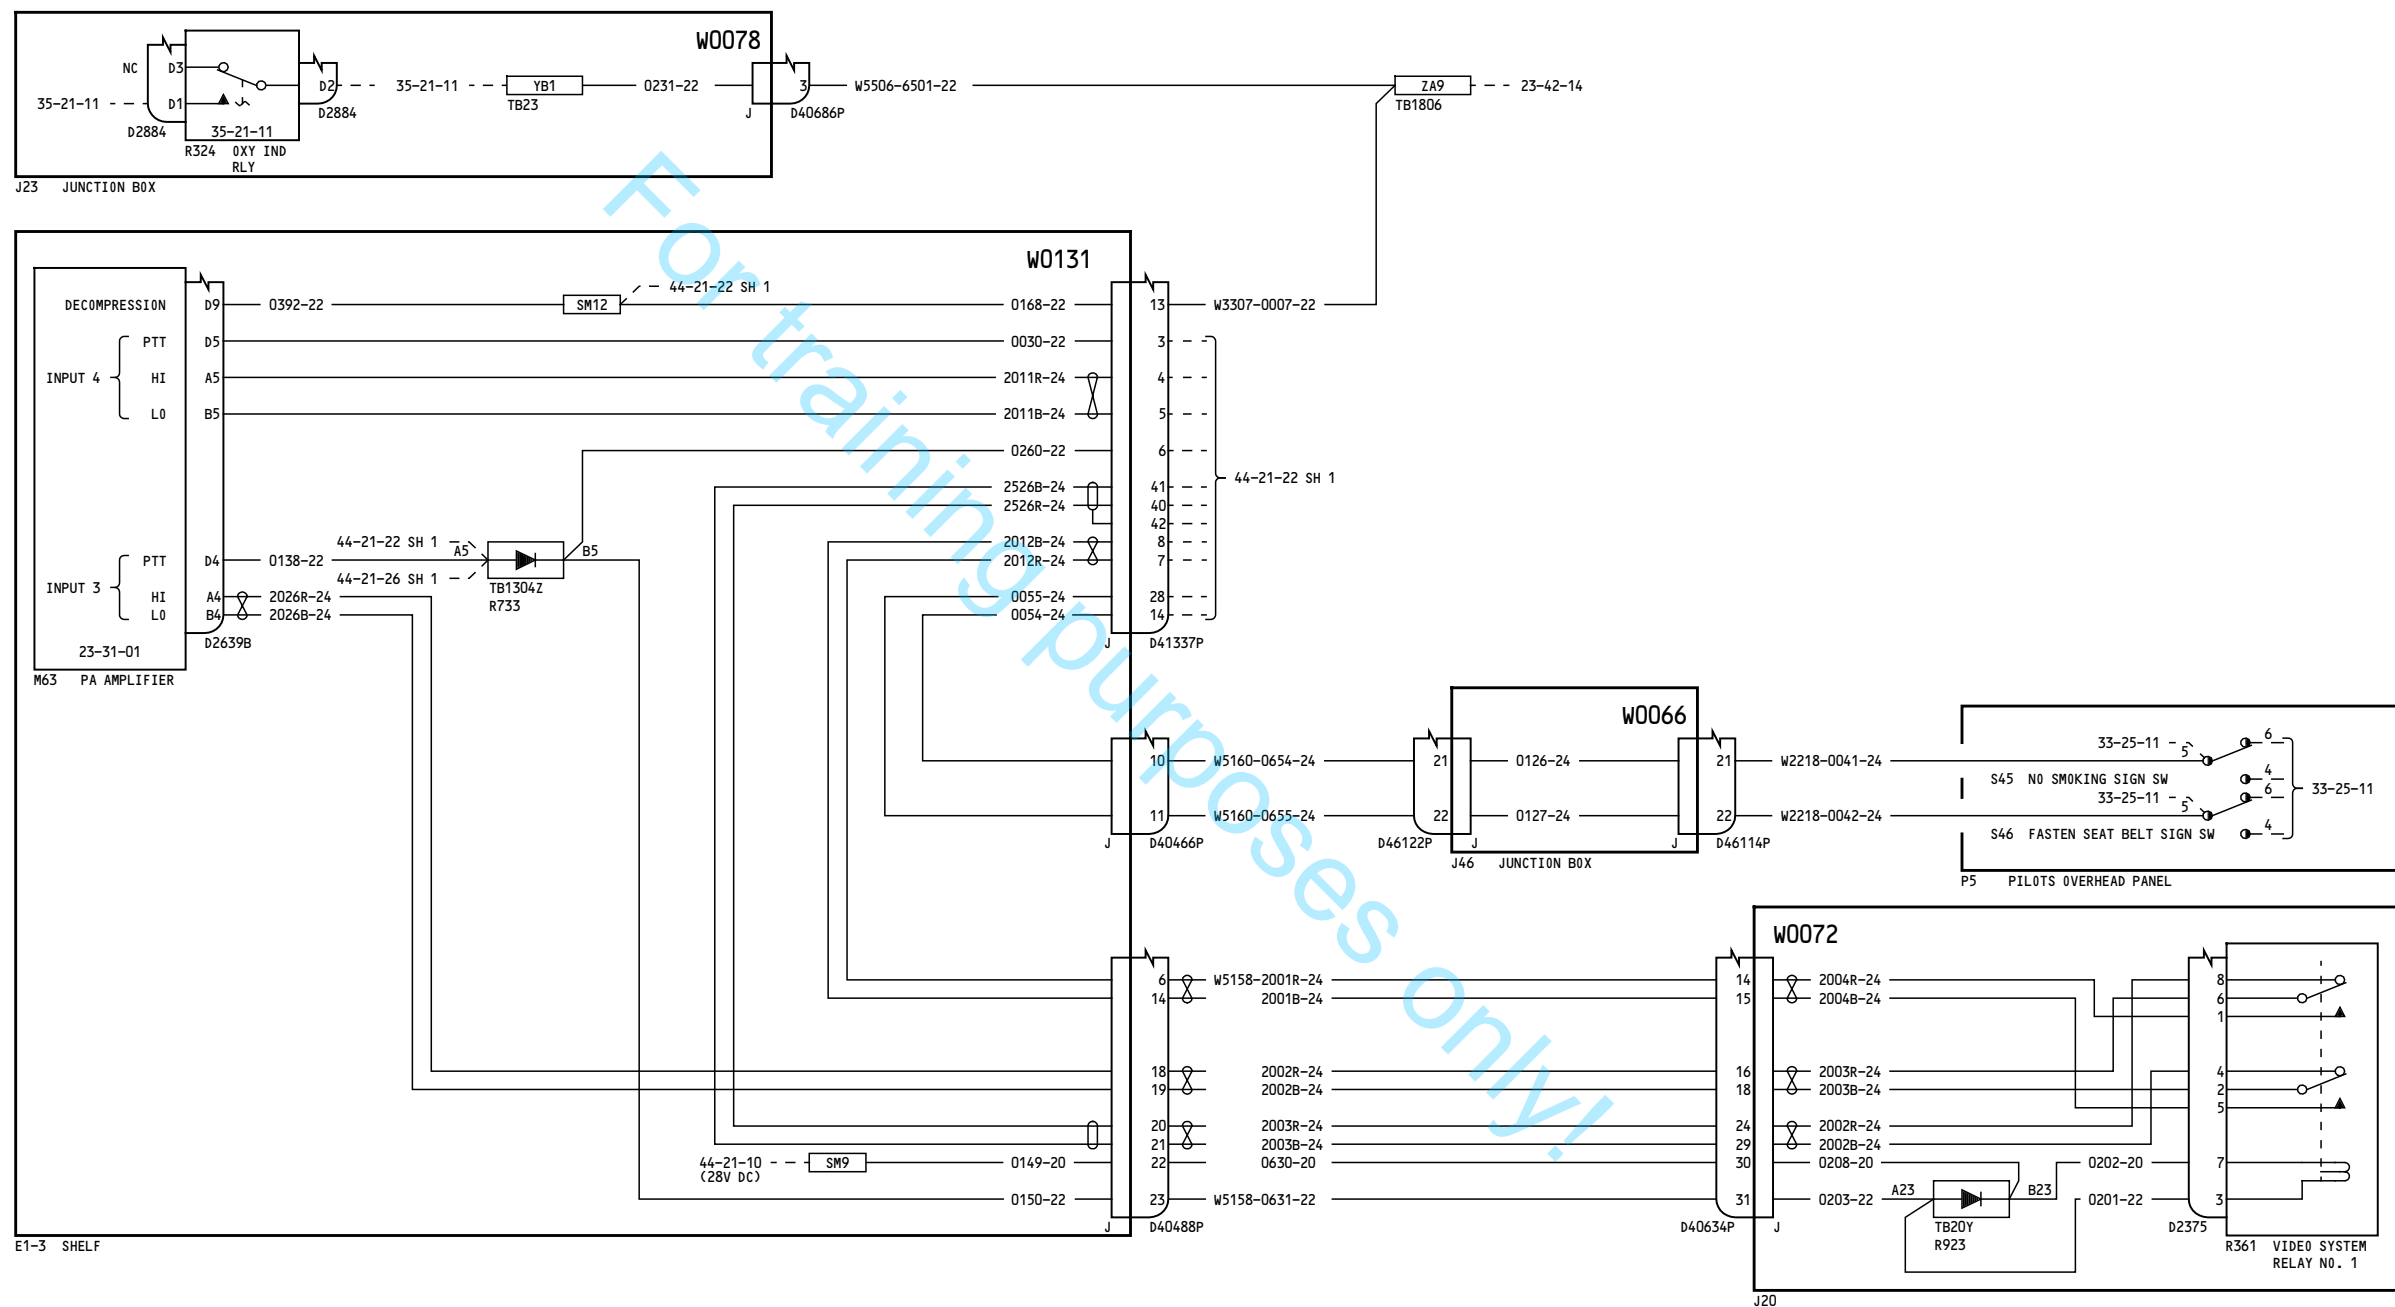 W0078
NC D3
35-21-11 D1 D2 35-21-11 YB1 0231-22 3 W5506-6501-22 ZA9 23-42-14
D2884 D2884 TB23 J D40686P TB1806
35-21-11
R324 OXY IND
RLY
J23 JUNCTION BOX
W0131
DECOMPRESSION D9 0392-22 SM12 44-21-22 SH 1 0168-22 13 W3307-0007-22
PTT D5 0030-22 3
INPUT 4 HI A5 2011R-24 4
LO B5 2011B-24 5
0260-22 6
44-21-22 SH 1
2526B-24 41
2526R-24 40
42
44-21-22 SH 1 2012B-24 8
A5 B5
PTT D4 0138-22 2012R-24 7
44-21-26 SH 1
TB1304Z
R733
INPUT 3 HI A4 2026R-24 0055-24 28
LO B4 2026B-24 0054-24 14
23-31-01 D2639B J D41337P
M63 PA AMPLIFIER
W0066
10 W5160-0654-24 21 0126-24 21 W2218-0041-24
11 W5160-0655-24 22 0127-24 22 W2218-0042-24
J D40466P D46122P J J D46114P
J46 JUNCTION BOX
33-25-11 5 6
S45 NO SMOKING SIGN SW 4
33-25-11 5 6 33-25-11
S46 FASTEN SEAT BELT SIGN SW 4
P5 PILOTS OVERHEAD PANEL
W0072
6 W5158-2001R-24 14 2004R-24 8
14 2001B-24 15 2004B-24 6
1
18 2002R-24 16 2003R-24 4
19 2002B-24 18 2003B-24 2
5
20 2003R-24 24 2002R-24
21 2003B-24 29 2002B-24
44-21-10 SM9 0149-20 22 0630-20 30 0208-20 0202-20 7
(28V DC)
0150-22 23 W5158-0631-22 31 0203-22 A23 B23 0201-22 3
J D40488P D40634P J TB20Y D2375
R923
E1-3 SHELF
R361 VIDEO SYSTEM
RELAY NO. 1
J20
For training purposes only!